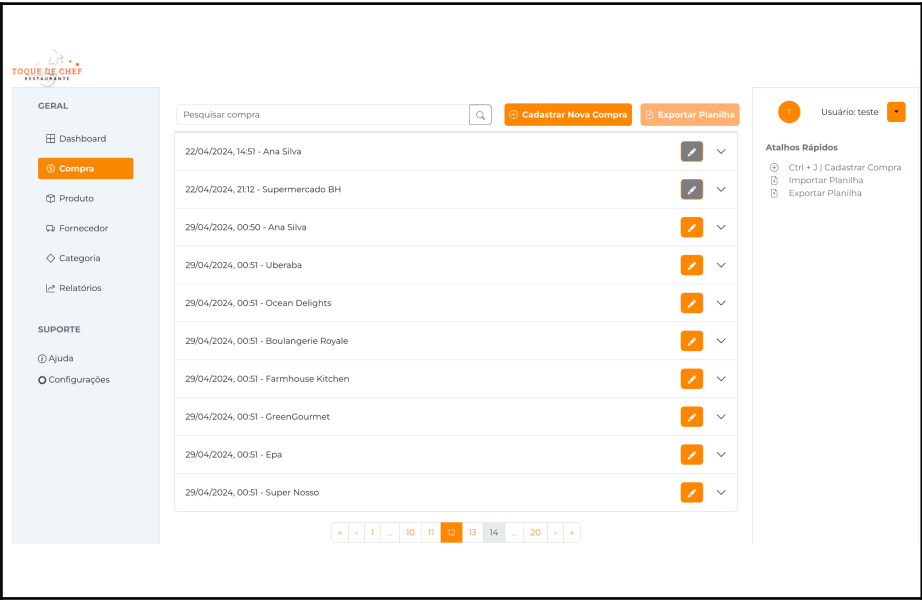 TOQUE DE CHEF
RESTAURANTE
GERAL
Dashboard
Compra
Produto
Fornecedor
Categoria
Relatórios
SUPORTE
Ajuda
Configurações
Pesquisar compra
Cadastrar Nova Compra
Exportar Planilha
22/04/2024, 14:51 - Ana Silva
22/04/2024, 21:12 - Supermercado BH
29/04/2024, 00:50 - Ana Silva
29/04/2024, 00:51 - Uberaba
29/04/2024, 00:51 - Ocean Delights
29/04/2024, 00:51 - Boulangerie Royale
29/04/2024, 00:51 - Farmhouse Kitchen
29/04/2024, 00:51 - GreenGourmet
29/04/2024, 00:51 - Epa
29/04/2024, 00:51 - Super Nosso
« ‹ 1 ... 10 11 12 13 14 ... 20 › »
T Usuário: teste
Atalhos Rápidos
Ctrl + J | Cadastrar Compra
Importar Planilha
Exportar Planilha